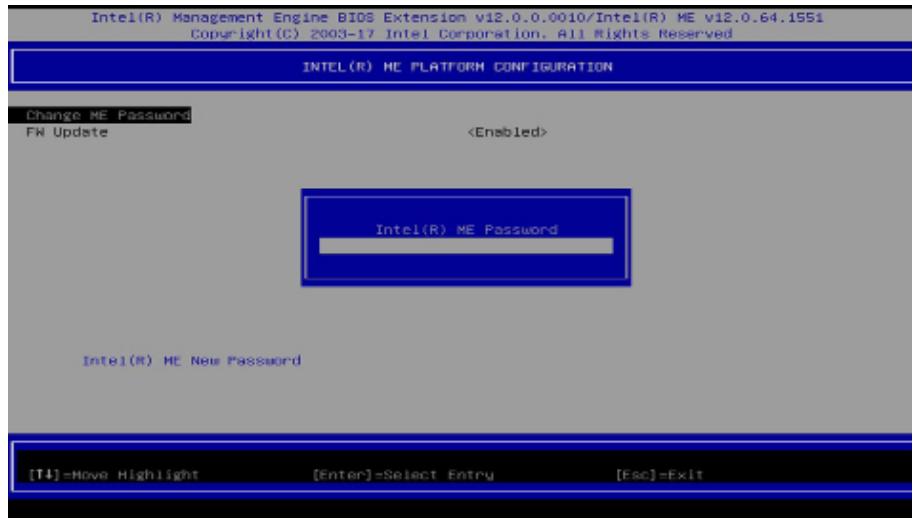 Intel(R) Management Engine BIOS Extension v12.0.0.0010/Intel(R) ME v12.0.64.1551
Copyright(C) 2003-17 Intel Corporation. All Rights Reserved
INTEL(R) ME PLATFORM CONFIGURATION
Change ME Password
FW Update <Enabled>
Intel(R) ME Password
Intel(R) ME New Password
[↑↓]=Move Highlight [Enter]=Select Entry [Esc]=Exit